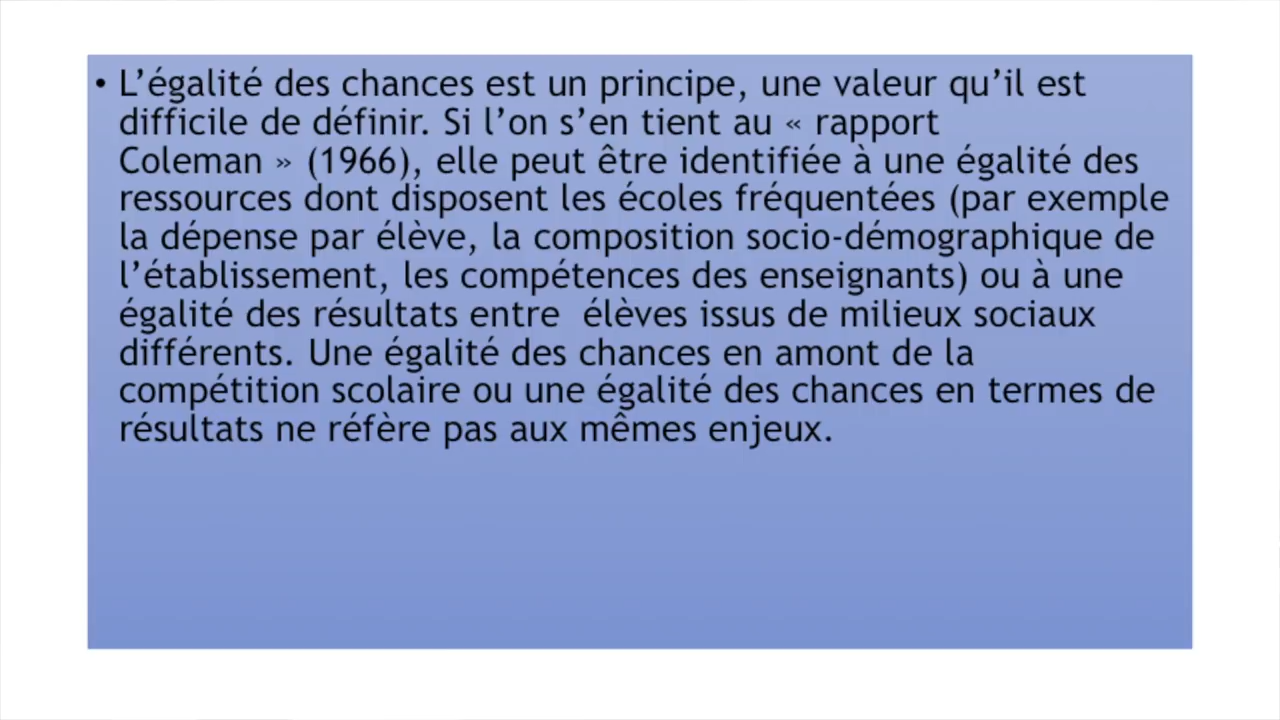 • L’égalité des chances est un principe, une valeur qu’il est
difficile de définir. Si l’on s’en tient au « rapport
Coleman » (1966), elle peut être identifiée à une égalité des
ressources dont disposent les écoles fréquentées (par exemple
la dépense par élève, la composition socio-démographique de
l’établissement, les compétences des enseignants) ou à une
égalité des résultats entre  élèves issus de milieux sociaux
différents. Une égalité des chances en amont de la
compétition scolaire ou une égalité des chances en termes de
résultats ne réfère pas aux mêmes enjeux.